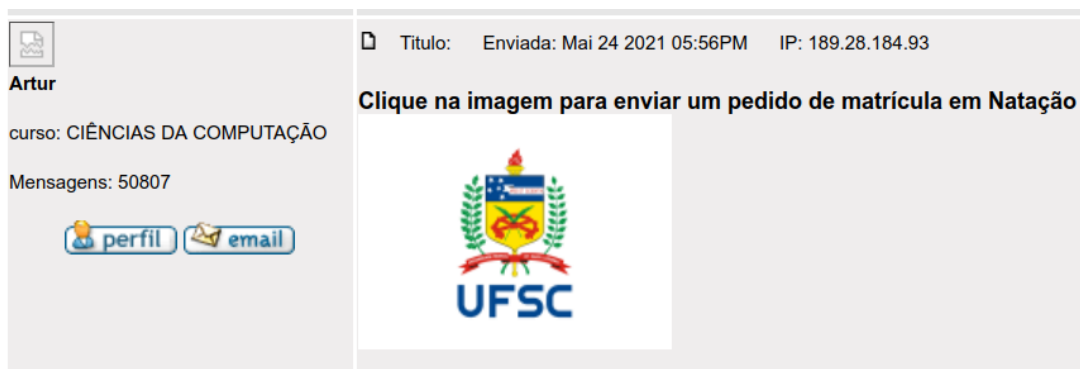 Artur
curso: CIÊNCIAS DA COMPUTAÇÃO
Mensagens: 50807
perfil email
Titulo: Enviada: Mai 24 2021 05:56PM IP: 189.28.184.93
Clique na imagem para enviar um pedido de matrícula em Natação
UFSC